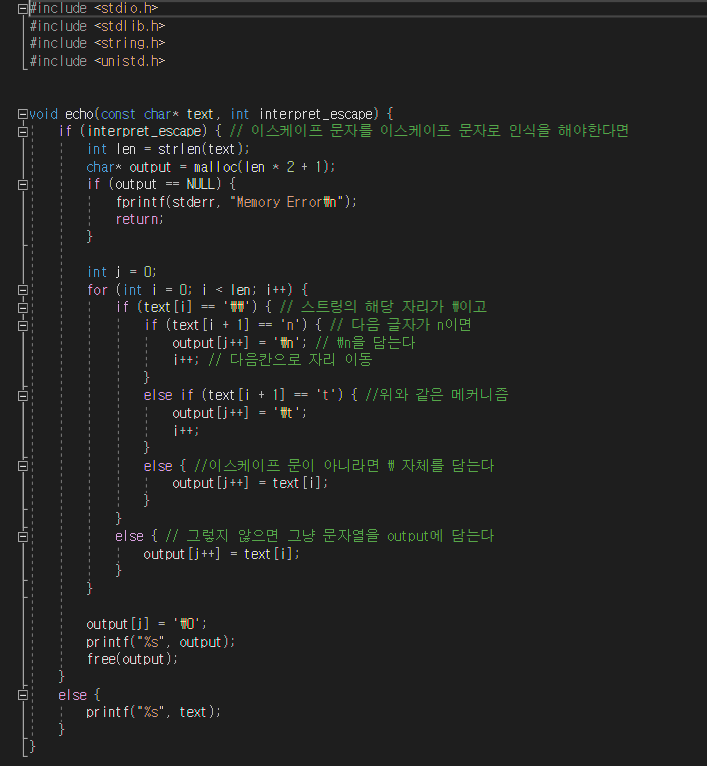 #include <stdio.h>
#include <stdlib.h>
#include <string.h>
#include <unistd.h>
void echo(const char* text, int interpret_escape) {
if (interpret_escape) { // 이스케이프 문자를 이스케이프 문자로 인식을 해야한다면
int len = strlen(text);
char* output = malloc(len * 2 + 1);
if (output == NULL) {
fprintf(stderr, "Memory Error₩n");
return;
}
int j = 0;
for (int i = 0; i < len; i++) {
if (text[i] == '₩₩') { // 스트링의 해당 자리가 ₩이고
if (text[i + 1] == 'n') { // 다음 글자가 n이면
output[j++] = '₩n'; // ₩n을 담는다
i++; // 다음칸으로 자리 이동
}
else if (text[i + 1] == 't') { //위와 같은 메커니즘
output[j++] = '₩t';
i++;
}
else { //이스케이프 문이 아니라면 ₩ 자체를 담는다
output[j++] = text[i];
}
}
else { // 그렇지 않으면 그냥 문자열을 output에 담는다
output[j++] = text[i];
}
}
output[j] = '₩0';
printf("%s", output);
free(output);
}
else {
printf("%s", text);
}
}